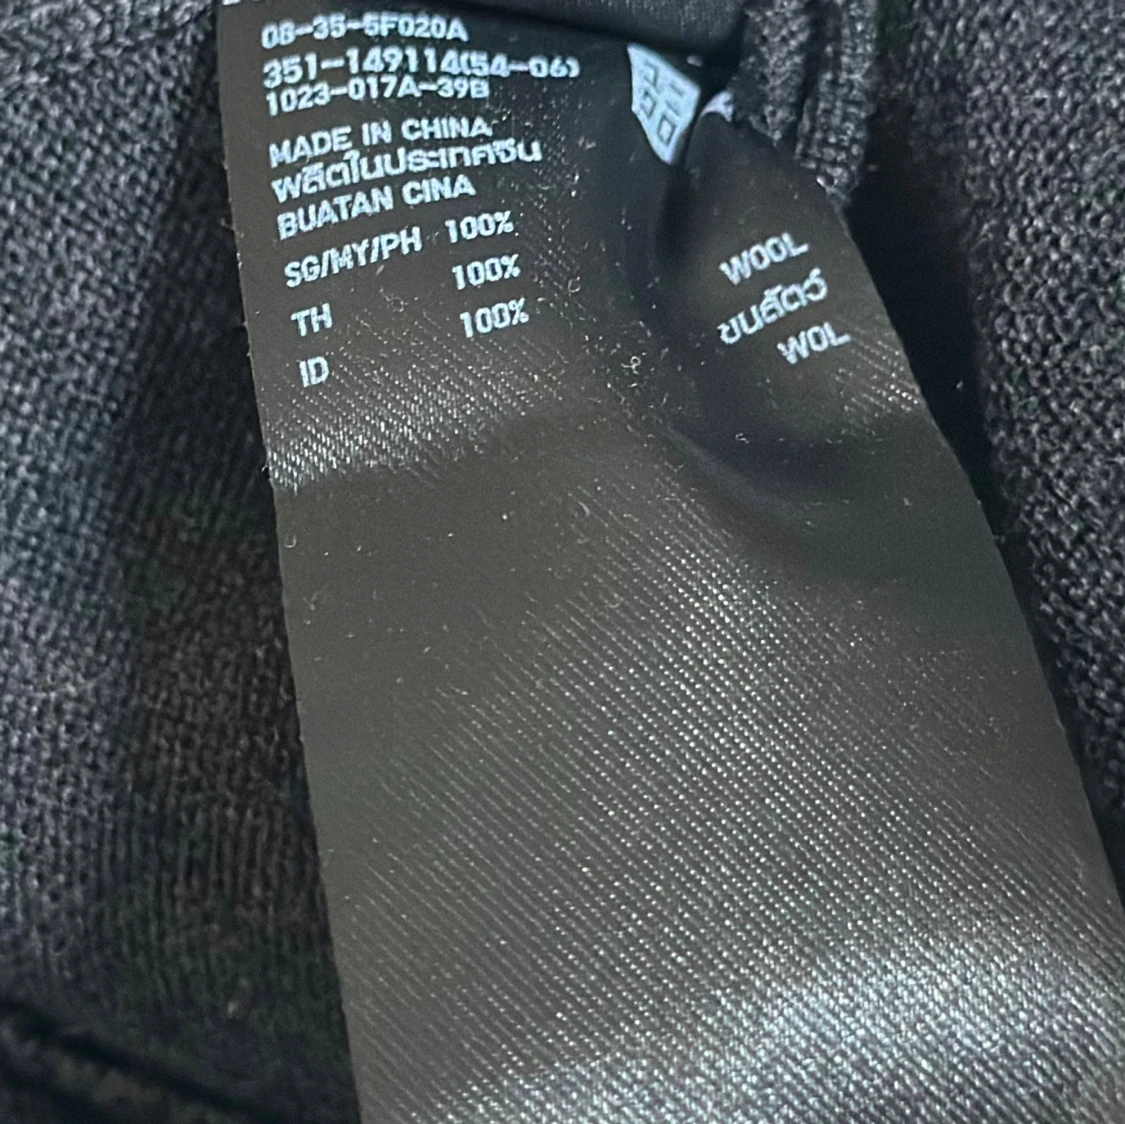 08-35-5F020A
351-149114(54-06)
1023-017A-39B
MADE IN CHINA
ผลิตในประเทศจีน
BUATAN CINA
SG/MY/PH 100% WOOL
TH 100% ขนสัตว์
ID 100% WOL